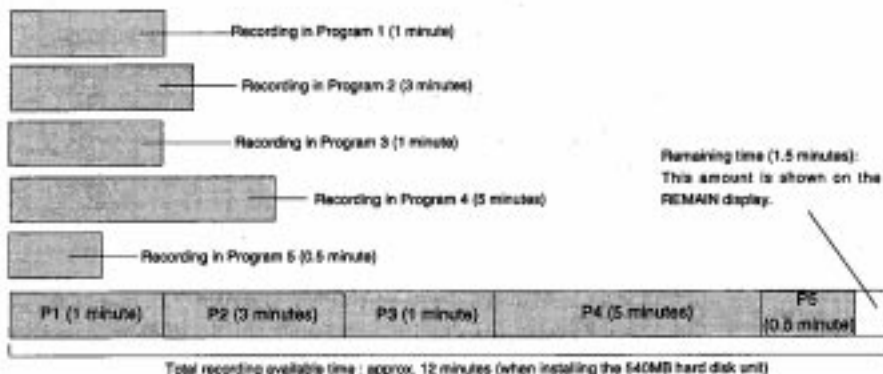 Recording in Program 1 (1 minute)
Recording in Program 2 (3 minutes)
Recording in Program 3 (1 minute)
Recording in Program 4 (5 minutes)
Recording in Program 5 (0.5 minute)
Remaining time (1.5 minutes):
This amount is shown on the
REMAIN display.
P1 (1 minute) P2 (3 minutes) P3 (1 minute) P4 (5 minutes) P5
(0.5 minute)
Total recording available time : approx. 12 minutes (when installing the 540MB hard disk unit)